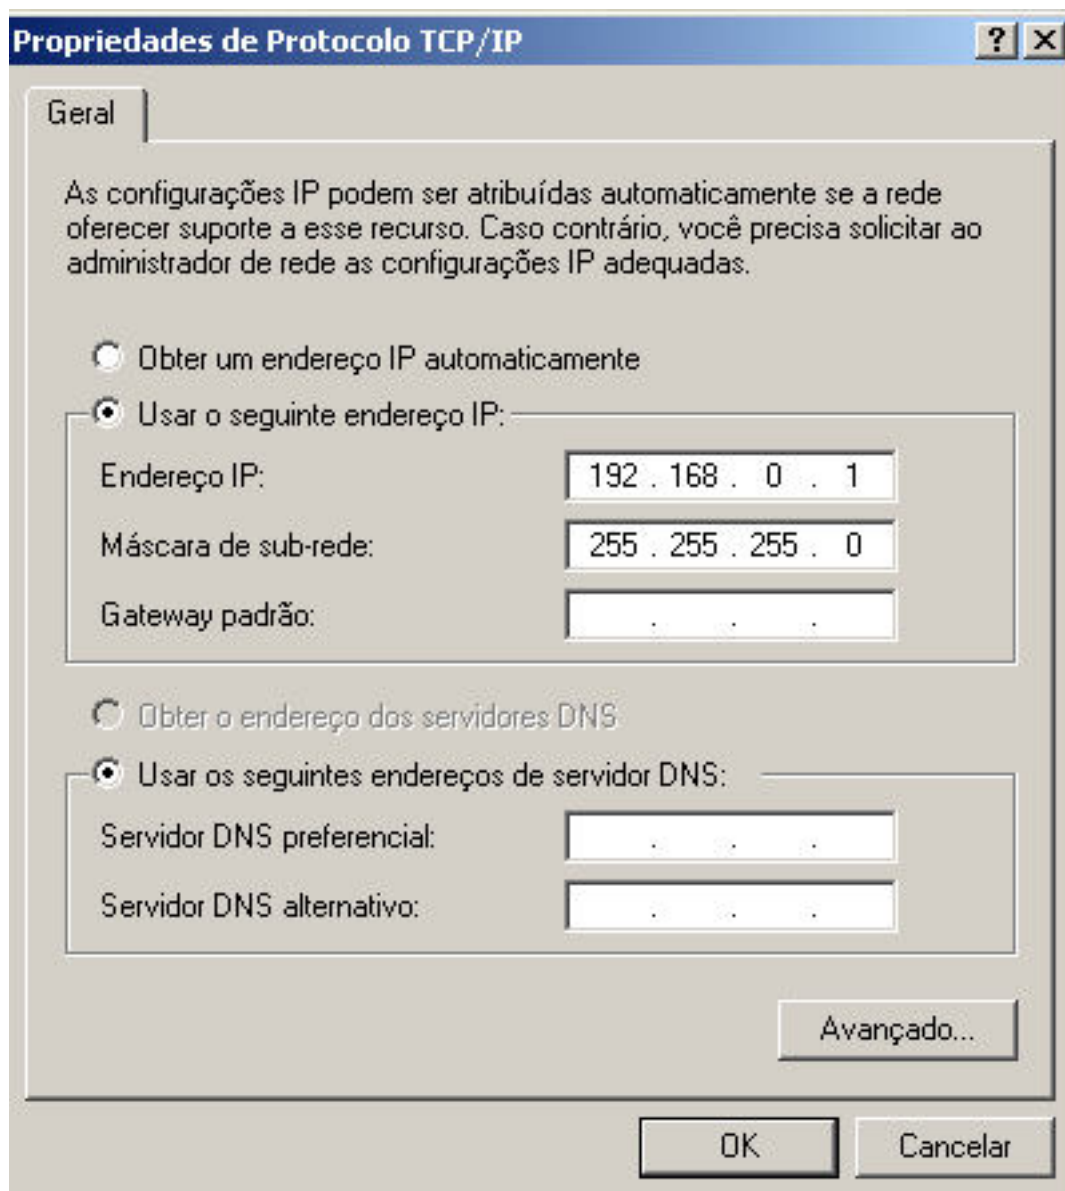 Propriedades de Protocolo TCP/IP
Geral
As configurações IP podem ser atribuídas automaticamente se a rede
oferecer suporte a esse recurso. Caso contrário, você precisa solicitar ao
administrador de rede as configurações IP adequadas.
Obter um endereço IP automaticamente
Usar o seguinte endereço IP:
Endereço IP: 192 . 168 . 0 . 1
Máscara de sub-rede: 255 . 255 . 255 . 0
Gateway padrão: . . .
Obter o endereço dos servidores DNS
Usar os seguintes endereços de servidor DNS:
Servidor DNS preferencial: . . .
Servidor DNS alternativo: . . .
Avançado...
OK Cancelar